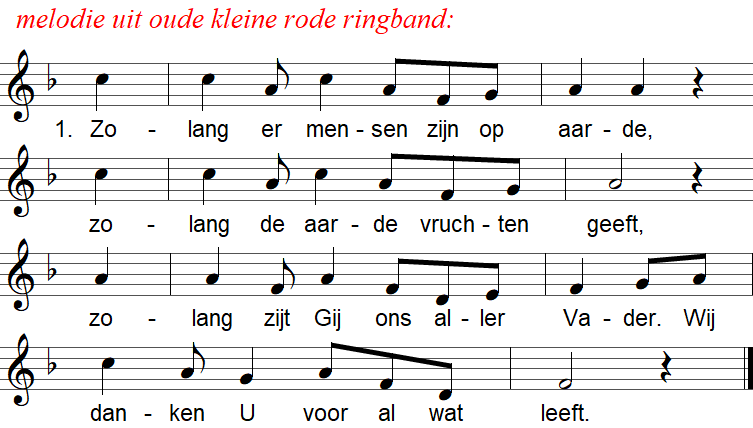 melodie uit oude kleine rode ringband:
1. Zo - lang er men - sen zijn op aar - de,
zo - lang de aar - de vruch - ten geeft,
zo - lang zijt Gij ons al - ler Va - der. Wij
dan - ken U voor al wat leeft.